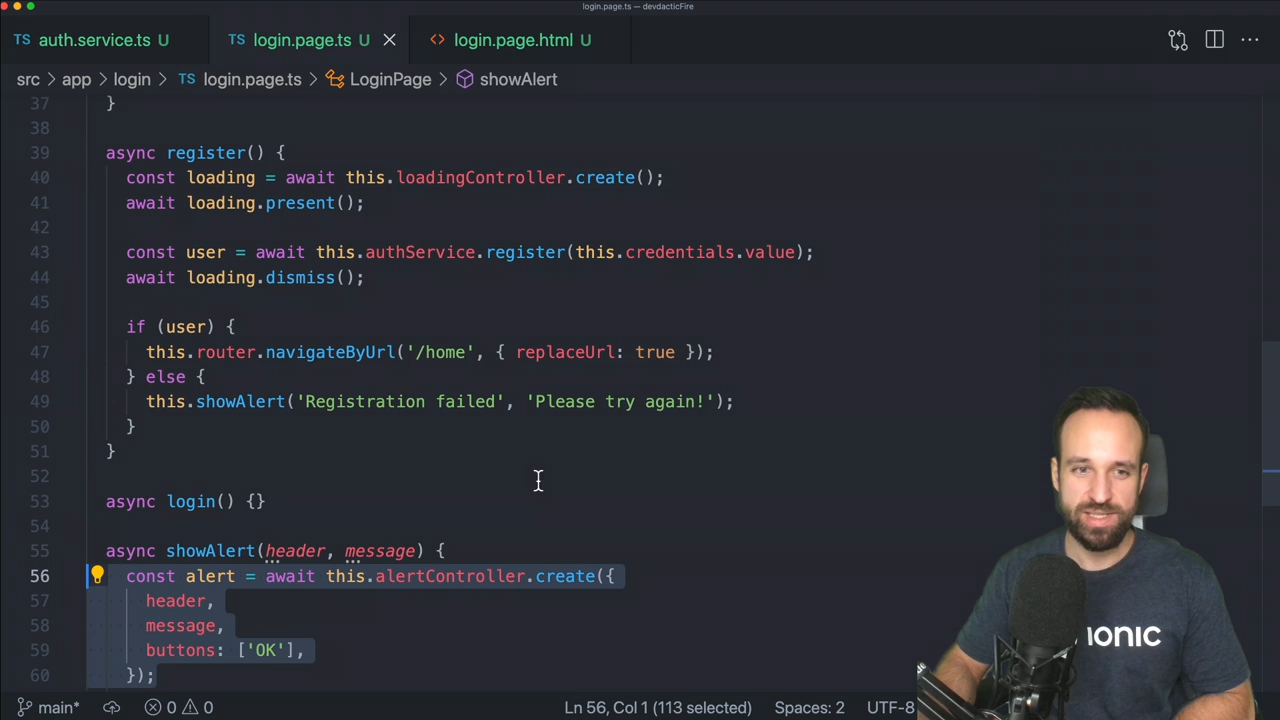 login.page.ts — devdacticFire
TS auth.service.ts U TS login.page.ts U <> login.page.html U
src > app > login > TS login.page.ts > LoginPage > showAlert
37 }
38
39 async register() {
40 const loading = await this.loadingController.create();
41 await loading.present();
42
43 const user = await this.authService.register(this.credentials.value);
44 await loading.dismiss();
45
46 if (user) {
47 this.router.navigateByUrl('/home', { replaceUrl: true });
48 } else {
49 this.showAlert('Registration failed', 'Please try again!');
50 }
51 }
52
53 async login() {}
54
55 async showAlert(header, message) {
56 const alert = await this.alertController.create({
57 header,
58 message,
59 buttons: ['OK'],
60 });
main* 0 0 Ln 56, Col 1 (113 selected) Spaces: 2 UTF-8